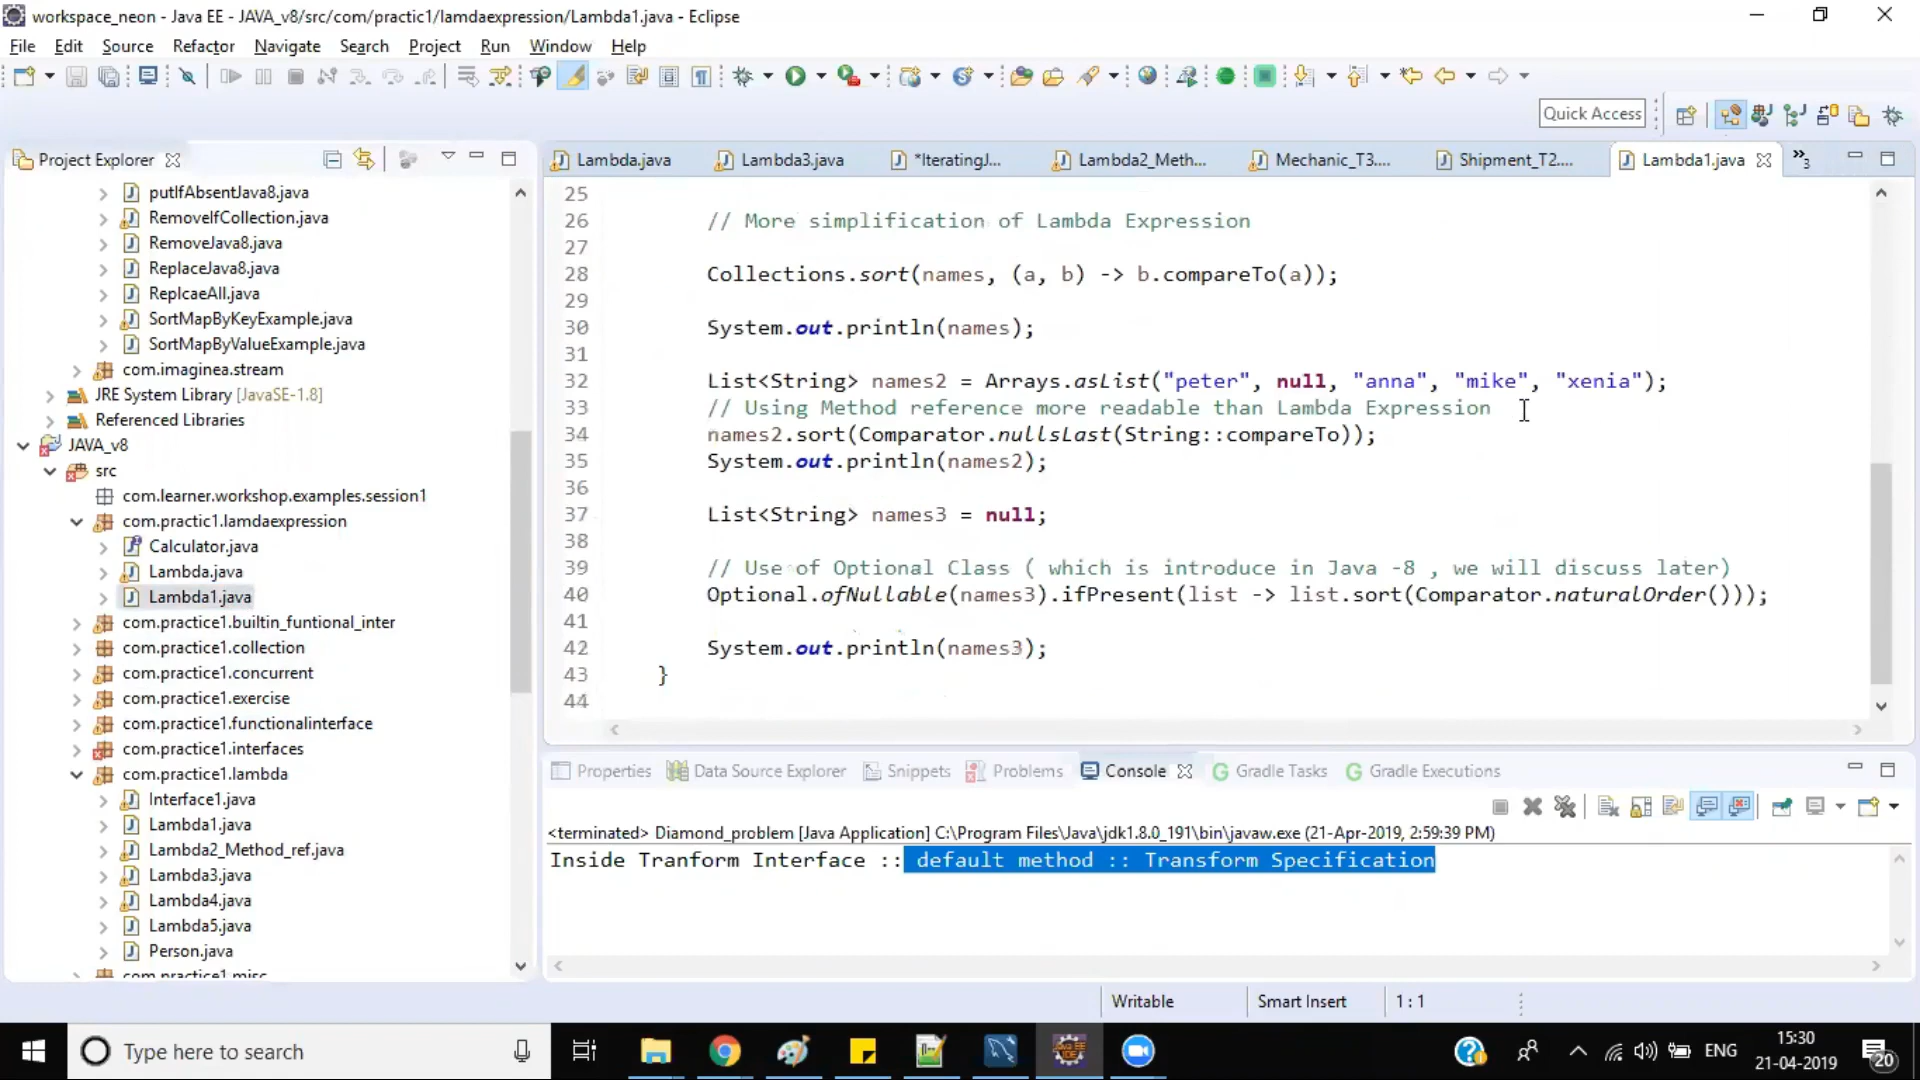 workspace_neon - Java EE - JAVA_v8/src/com/practic1/lamdaexpression/Lambda1.java - Eclipse
File Edit Source Refactor Navigate Search Project Run Window Help
Quick Access
Project Explorer
Lambda.java Lambda3.java *IteratingJ... Lambda2_Meth... Mechanic_T3.... Shipment_T2.... Lambda1.java »3
putIfAbsentJava8.java
RemoveIfCollection.java
RemoveJava8.java
ReplaceJava8.java
ReplcaeAll.java
SortMapByKeyExample.java
SortMapByValueExample.java
com.imaginea.stream
JRE System Library [JavaSE-1.8]
Referenced Libraries
JAVA_v8
src
com.learner.workshop.examples.session1
com.practic1.lamdaexpression
Calculator.java
Lambda.java
Lambda1.java
com.practice1.builtin_funtional_inter
com.practice1.collection
com.practice1.concurrent
com.practice1.exercise
com.practice1.functionalinterface
com.practice1.interfaces
com.practice1.lambda
Interface1.java
Lambda1.java
Lambda2_Method_ref.java
Lambda3.java
Lambda4.java
Lambda5.java
Person.java
com.practice1.misc
25
26 // More simplification of Lambda Expression
27
28 Collections.sort(names, (a, b) -> b.compareTo(a));
29
30 System.out.println(names);
31
32 List<String> names2 = Arrays.asList("peter", null, "anna", "mike", "xenia");
33 // Using Method reference more readable than Lambda Expression
34 names2.sort(Comparator.nullsLast(String::compareTo));
35 System.out.println(names2);
36
37 List<String> names3 = null;
38
39 // Use of Optional Class ( which is introduce in Java -8 , we will discuss later)
40 Optional.ofNullable(names3).ifPresent(list -> list.sort(Comparator.naturalOrder()));
41
42 System.out.println(names3);
43 }
44
Properties Data Source Explorer Snippets Problems Console Gradle Tasks Gradle Executions
<terminated> Diamond_problem [Java Application] C:\Program Files\Java\jdk1.8.0_191\bin\javaw.exe (21-Apr-2019, 2:59:39 PM)
Inside Tranform Interface :: default method :: Transform Specification
Writable Smart Insert 1 : 1
Type here to search
ENG
15:30
21-04-2019
20